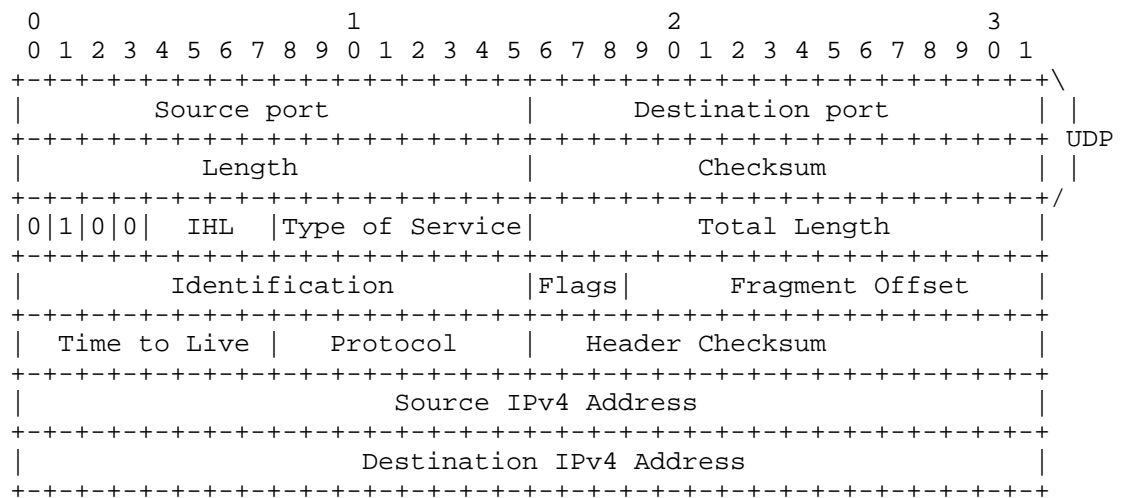 0                   1                   2                   3
 0 1 2 3 4 5 6 7 8 9 0 1 2 3 4 5 6 7 8 9 0 1 2 3 4 5 6 7 8 9 0 1
+-+-+-+-+-+-+-+-+-+-+-+-+-+-+-+-+-+-+-+-+-+-+-+-+-+-+-+-+-+-+-+-+\
|        Source port            |      Destination port         | |
+-+-+-+-+-+-+-+-+-+-+-+-+-+-+-+-+-+-+-+-+-+-+-+-+-+-+-+-+-+-+-+-+ UDP
|           Length              |          Checksum             | |
+-+-+-+-+-+-+-+-+-+-+-+-+-+-+-+-+-+-+-+-+-+-+-+-+-+-+-+-+-+-+-+-+/
|0|1|0|0|  IHL  |Type of Service|          Total Length         |
+-+-+-+-+-+-+-+-+-+-+-+-+-+-+-+-+-+-+-+-+-+-+-+-+-+-+-+-+-+-+-+-+
|         Identification        |Flags|      Fragment Offset    |
+-+-+-+-+-+-+-+-+-+-+-+-+-+-+-+-+-+-+-+-+-+-+-+-+-+-+-+-+-+-+-+-+
|  Time to Live |   Protocol    |   Header Checksum             |
+-+-+-+-+-+-+-+-+-+-+-+-+-+-+-+-+-+-+-+-+-+-+-+-+-+-+-+-+-+-+-+-+
|                       Source IPv4 Address                     |
+-+-+-+-+-+-+-+-+-+-+-+-+-+-+-+-+-+-+-+-+-+-+-+-+-+-+-+-+-+-+-+-+
|                     Destination IPv4 Address                  |
+-+-+-+-+-+-+-+-+-+-+-+-+-+-+-+-+-+-+-+-+-+-+-+-+-+-+-+-+-+-+-+-+